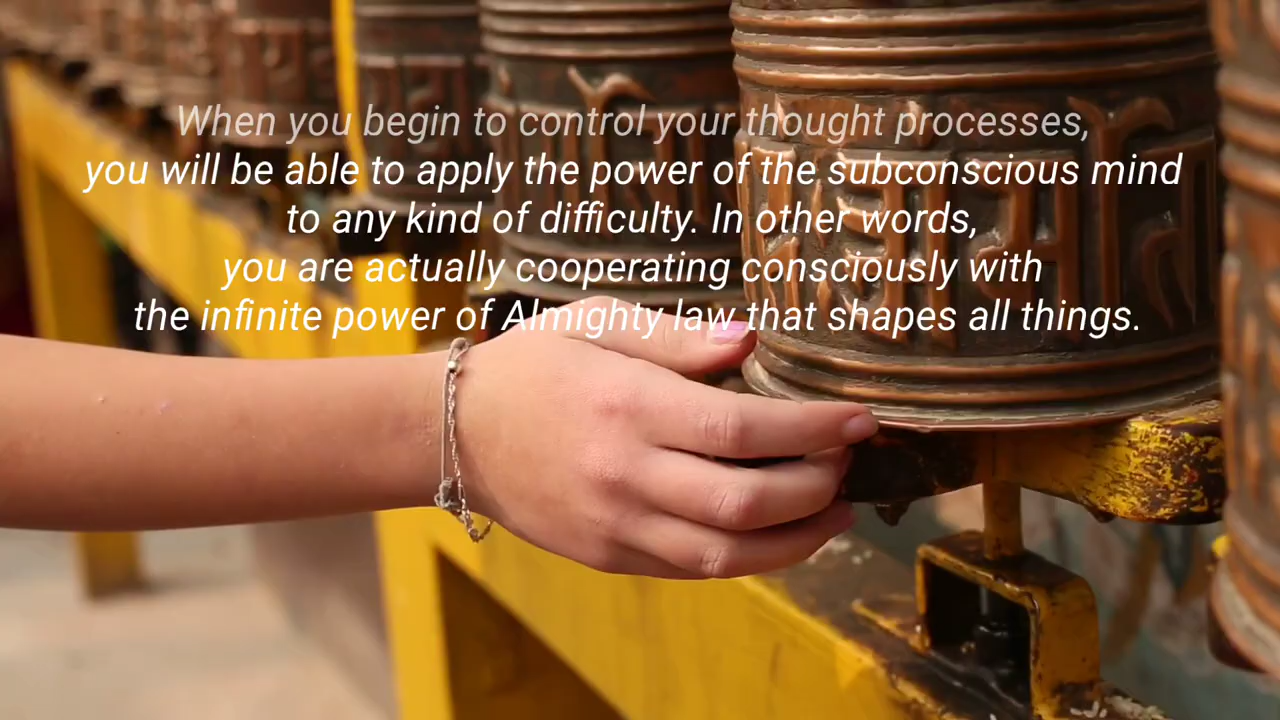 When you begin to control your thought processes,
you will be able to apply the power of the subconscious mind
to any kind of difficulty. In other words,
you are actually cooperating consciously with
the infinite power of Almighty law that shapes all things.